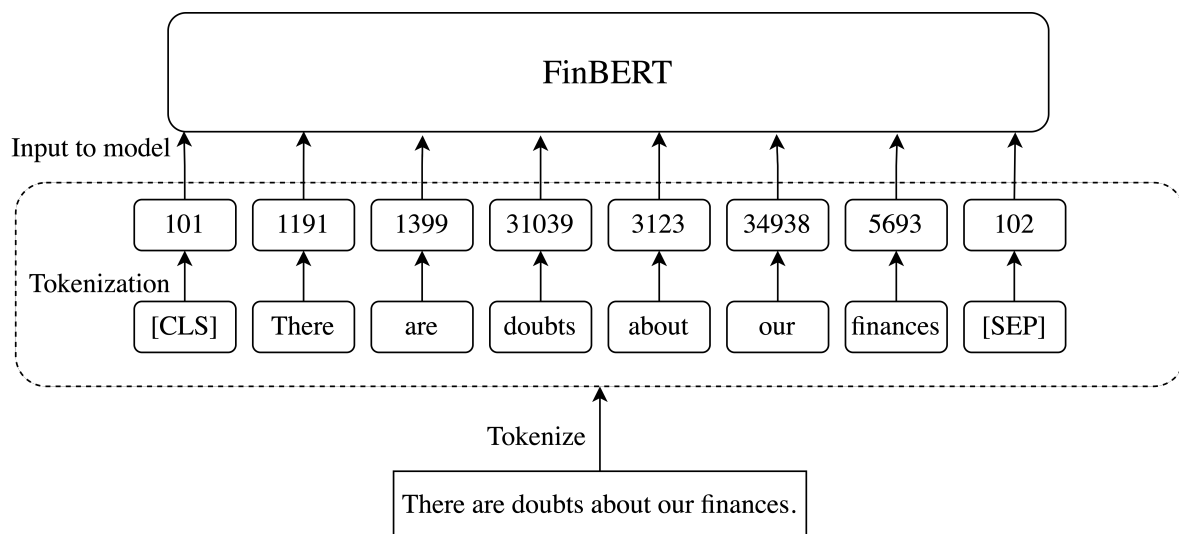 FinBERT
Input to model
101 1191 1399 31039 3123 34938 5693 102
Tokenization
[CLS] There are doubts about our finances [SEP]
Tokenize
There are doubts about our finances.